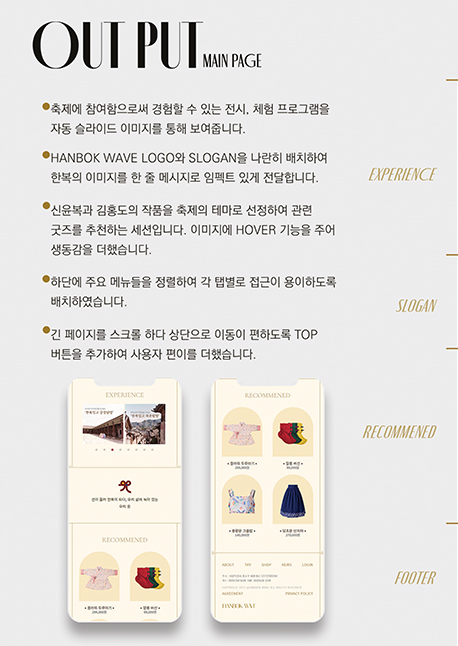 OUT PUT MAIN PAGE
축제에 참여함으로써 경험할 수 있는 전시, 체험 프로그램을
자동 슬라이드 이미지를 통해 보여줍니다.
HANBOK WAVE LOGO와 SLOGAN을 나란히 배치하여
한복의 이미지를 한 줄 메시지로 임팩트 있게 전달합니다.
EXPERIENCE
신윤복과 김홍도의 작품을 축제의 테마로 선정하여 관련
굿즈를 추천하는 세션입니다. 이미지에 HOVER 기능을 주어
생동감을 더했습니다.
하단에 주요 메뉴들을 정렬하여 각 탭별로 접근이 용이하도록
배치하였습니다.
SLOGAN
긴 페이지를 스크롤 하다 상단으로 이동이 편하도록 TOP
버튼을 추가하여 사용자 편이를 더했습니다.
RECOMMENED
FOOTER
EXPERIENCE
우리 옷
RECOMMENED
RECOMMENED
ABOUT
SHOP
NEWS
LOGIN
AGREEMENT
PRIVACY POLICY